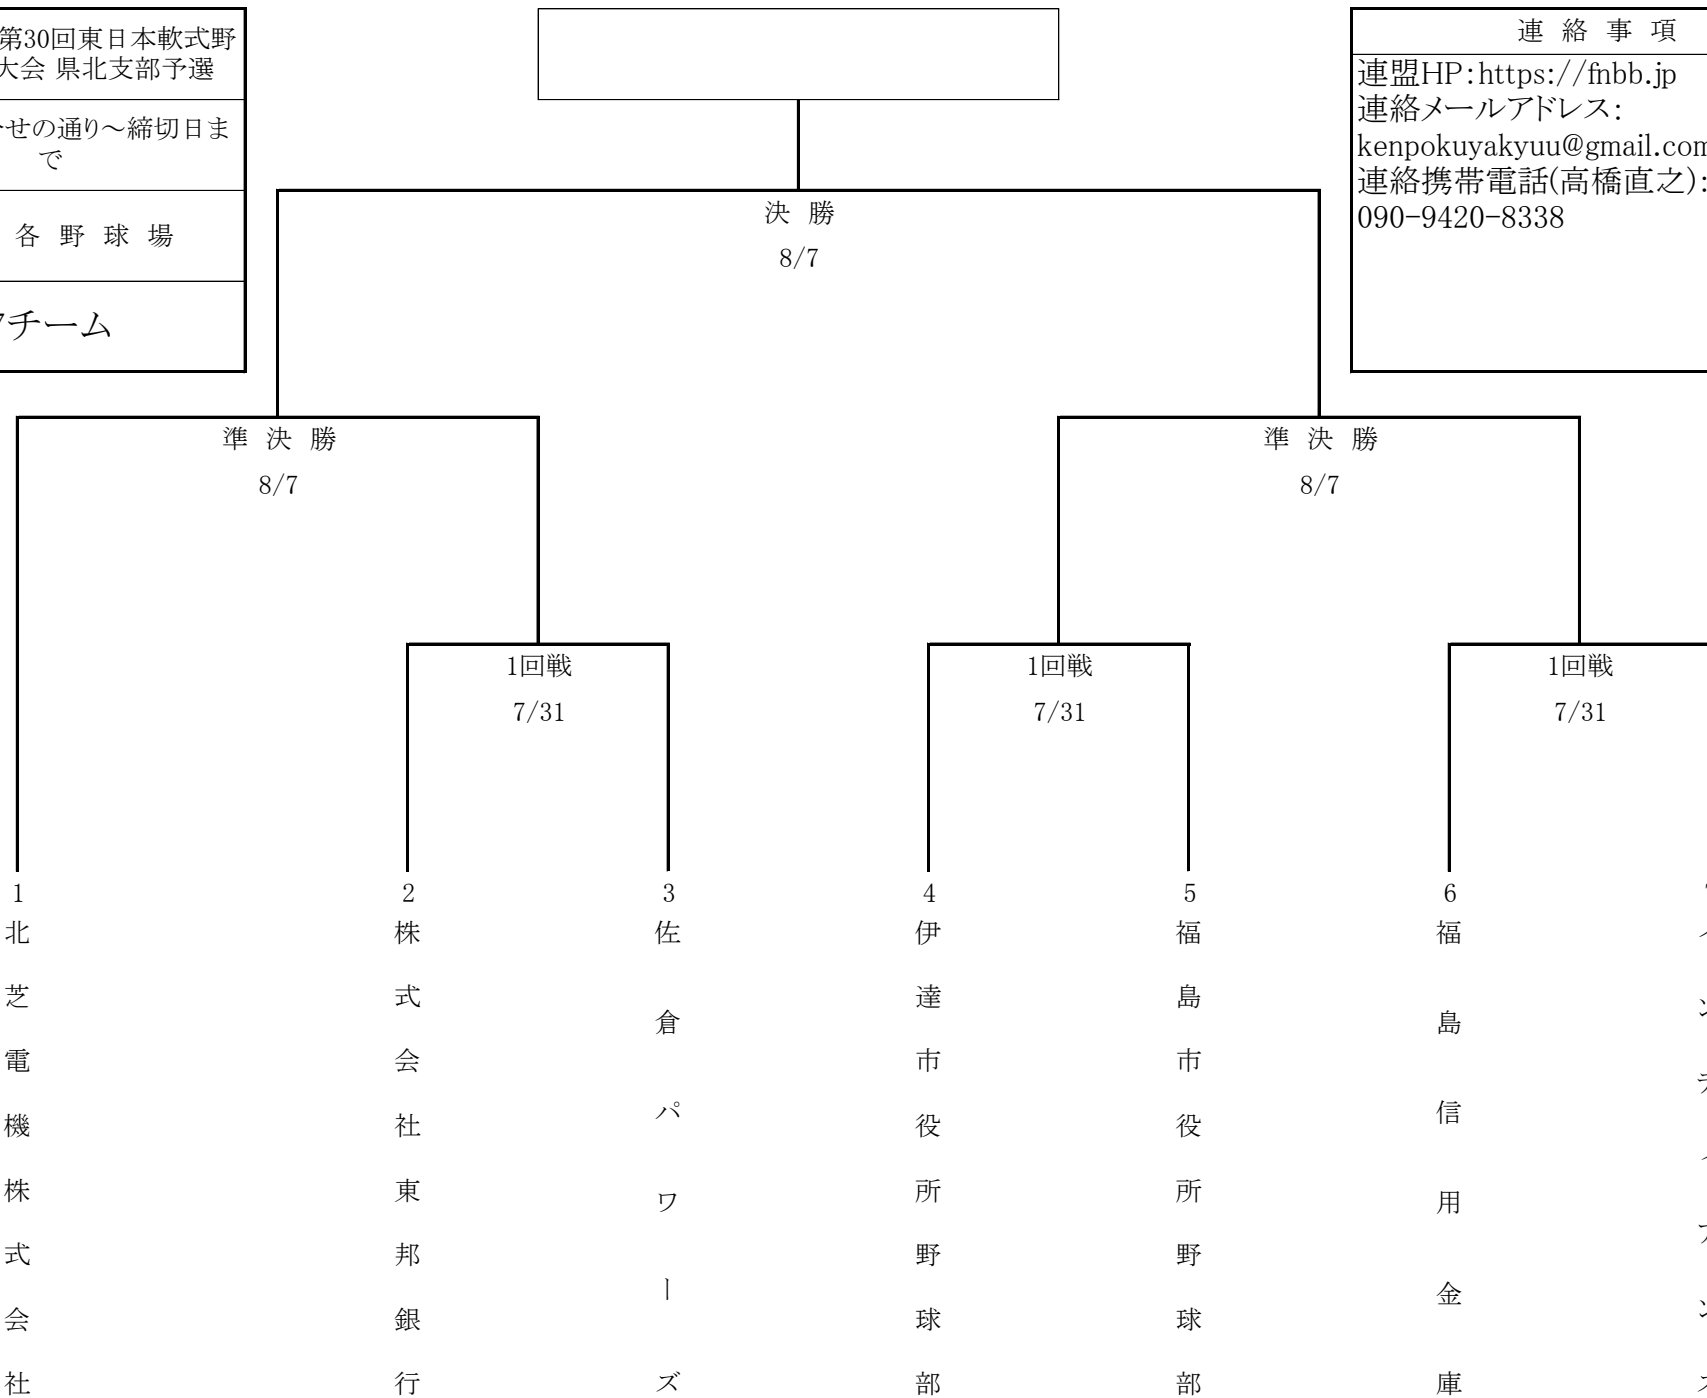 第30回東日本軟式野
大会 県北支部予選
せの通り～締切日ま
で
各 野 球 場
チーム
連 絡 事 項
連盟HP:https://fnbb.jp
連絡メールアドレス:
kenpokuyakyuu@gmail.com
連絡携帯電話(高橋直之):
090-9420-8338
決 勝
8/7
準 決 勝
8/7
準 決 勝
8/7
1回戦
7/31
1回戦
7/31
1回戦
7/31
1
北芝電機株式会社
2
株式会社東邦銀行
3
佐倉パワーズ
4
伊達市役所野球部
5
福島市役所野球部
6
福島信用金庫